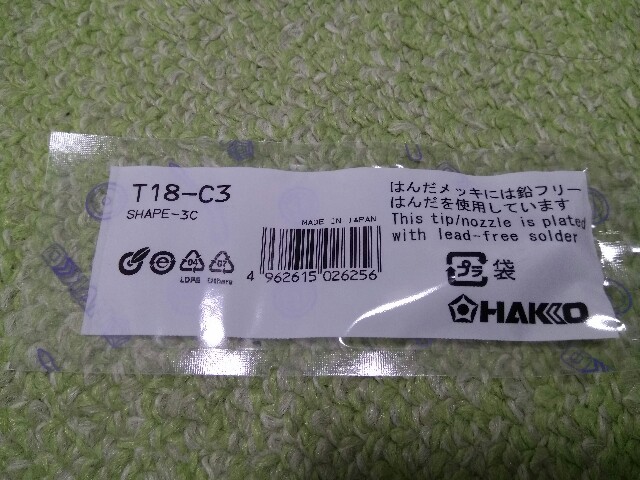 T18-C3
SHAPE-3C
MADE IN JAPAN
4 962615 026256
04
LDPE
07
Others
はんだメッキには鉛フリー
はんだを使用しています
This tip/nozzle is plated
with lead-free solder
プラ 袋
HAKKO